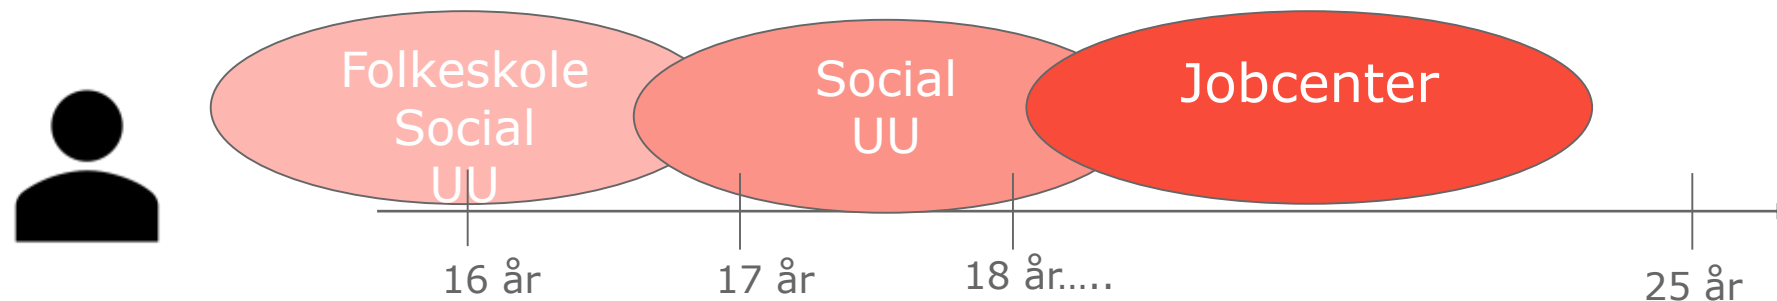 Folkeskole
Social
UU
Social
UU
Jobcenter
16 år
17 år
18 år…..
25 år